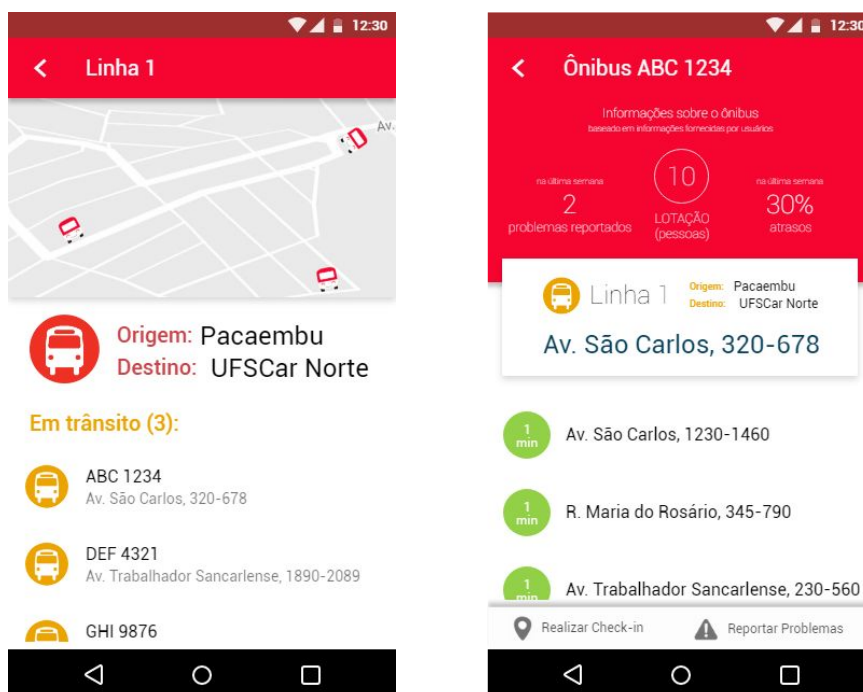 12:30
Linha 1
Av.
Origem: Pacaembu
Destino: UFSCar Norte
Em trânsito (3):
ABC 1234
Av. São Carlos, 320-678
DEF 4321
Av. Trabalhador Sancarlense, 1890-2089
GHI 9876
12:30
Ônibus ABC 1234
Informações sobre o ônibus
baseado em informações fornecidas por usuários
na última semana
2
problemas reportados
10
LOTAÇÃO
(pessoas)
na última semana
30%
atrasos
Linha 1
Origem: Pacaembu
Destino: UFSCar Norte
Av. São Carlos, 320-678
1
min
Av. São Carlos, 1230-1460
1
min
R. Maria do Rosário, 345-790
1
min
Av. Trabalhador Sancarlense, 230-560
Realizar Check-in
Reportar Problemas